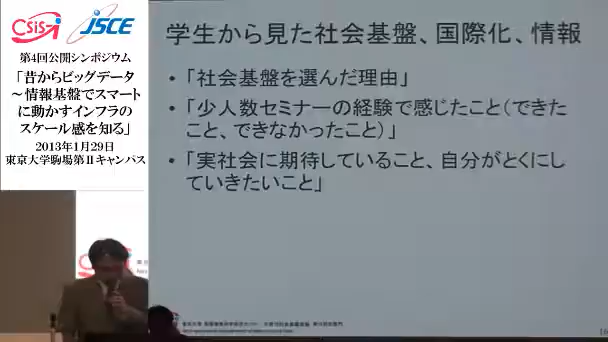 CSiS
JSCE
第4回公開シンポジウム
「昔からビッグデータ
～情報基盤でスマート
に動かすインフラの
スケール感を知る」
2013年1月29日
東京大学駒場第Ⅱキャンパス
学生から見た社会基盤、国際化、情報
• 「社会基盤を選んだ理由」
• 「少人数セミナーの経験で感じたこと（できた
こと、できなかったこと）」
• 「実社会に期待していること、自分がとくにし
ていきたいこと」